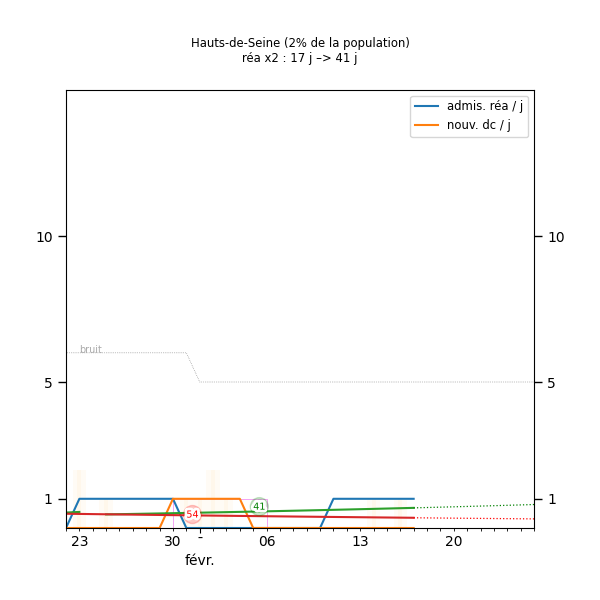 Hauts-de-Seine (2% de la population)
réa x2 : 17 j –> 41 j
admis. réa / j
nouv. dc / j
10
10
bruit
5
5
1
1
41
54
23
30
-
06
13
20
févr.